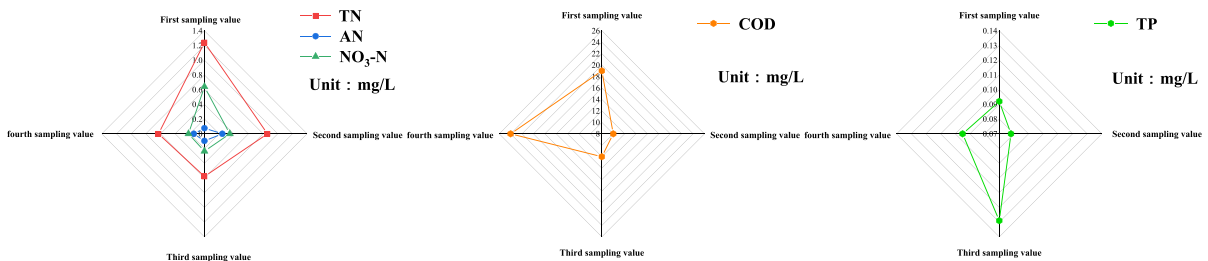 First sampling value
1.4
1.2
1.0
0.8
0.6
0.4
0.2
fourth sampling value
Second sampling value
Third sampling value
TN
AN
NO3-N
Unit：mg/L
First sampling value
26
24
22
20
18
16
14
12
10
8
fourth sampling value
Second sampling value
Third sampling value
COD
Unit：mg/L
First sampling value
0.14
0.12
0.11
0.11
0.10
0.09
0.08
0.07
fourth sampling value
Second sampling value
Third sampling value
TP
Unit：mg/L